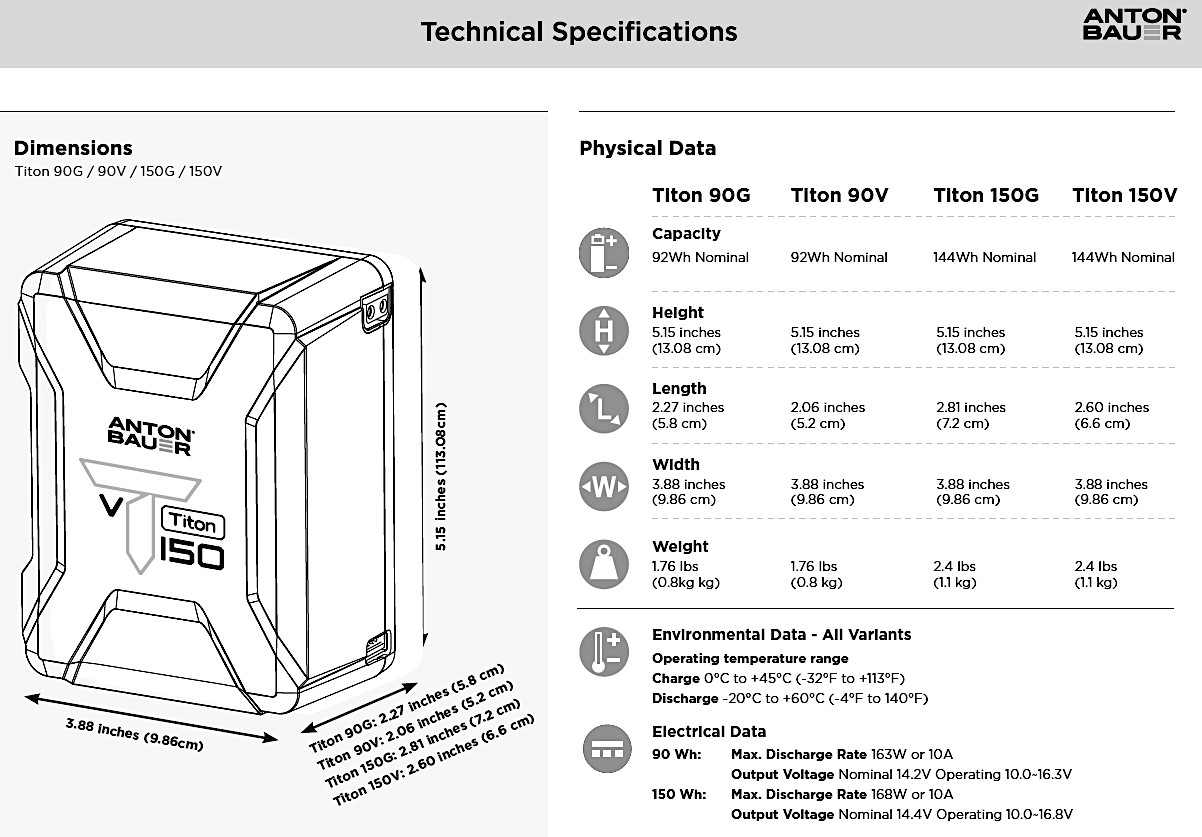 Technical Specifications
ANTON
BAUER
Dimensions
Titon 90G / 90V / 150G / 150V
ANTON
BAUER
V
Titon
150
5.15 inches (113.08cm)
3.88 inches (9.86cm)
Titon 90G: 2.27 inches (5.8 cm)
Titon 90V: 2.06 inches (5.2 cm)
Titon 150G: 2.81 inches (7.2 cm)
Titon 150V: 2.60 inches (6.6 cm)
Physical Data
Titon 90G Titon 90V Titon 150G Titon 150V
Capacity
92Wh Nominal 92Wh Nominal 144Wh Nominal 144Wh Nominal
H
Height
5.15 inches 5.15 inches 5.15 inches 5.15 inches
(13.08 cm) (13.08 cm) (13.08 cm) (13.08 cm)
L
Length
2.27 inches 2.06 inches 2.81 inches 2.60 inches
(5.8 cm) (5.2 cm) (7.2 cm) (6.6 cm)
W
Width
3.88 inches 3.88 inches 3.88 inches 3.88 inches
(9.86 cm) (9.86 cm) (9.86 cm) (9.86 cm)
Weight
1.76 lbs 1.76 lbs 2.4 lbs 2.4 lbs
(0.8kg kg) (0.8 kg) (1.1 kg) (1.1 kg)
Environmental Data - All Variants
Operating temperature range
Charge 0°C to +45°C (-32°F to +113°F)
Discharge -20°C to +60°C (-4°F to 140°F)
Electrical Data
90 Wh: Max. Discharge Rate 163W or 10A
Output Voltage Nominal 14.2V Operating 10.0~16.3V
150 Wh: Max. Discharge Rate 168W or 10A
Output Voltage Nominal 14.4V Operating 10.0~16.8V